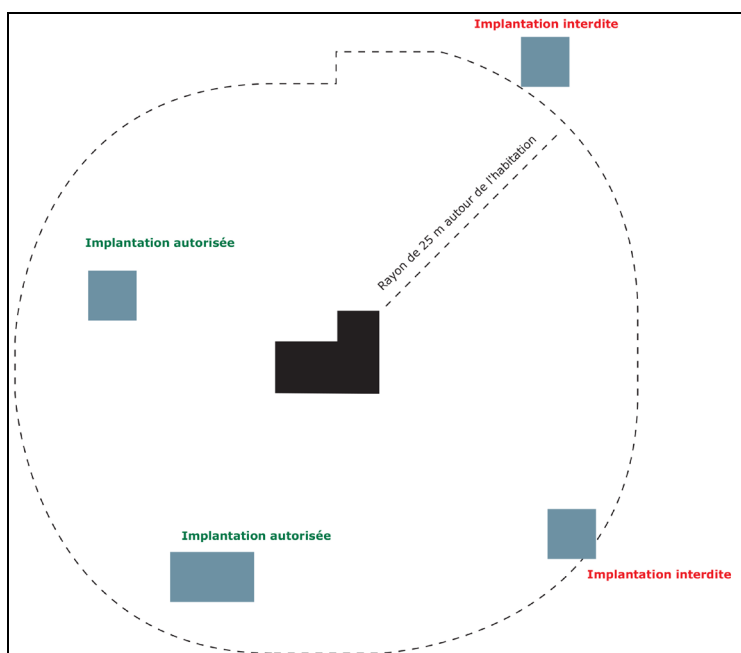 Implantation interdite
Rayon de 25 m autour de l'habitation
Implantation autorisée
Implantation autorisée
Implantation interdite